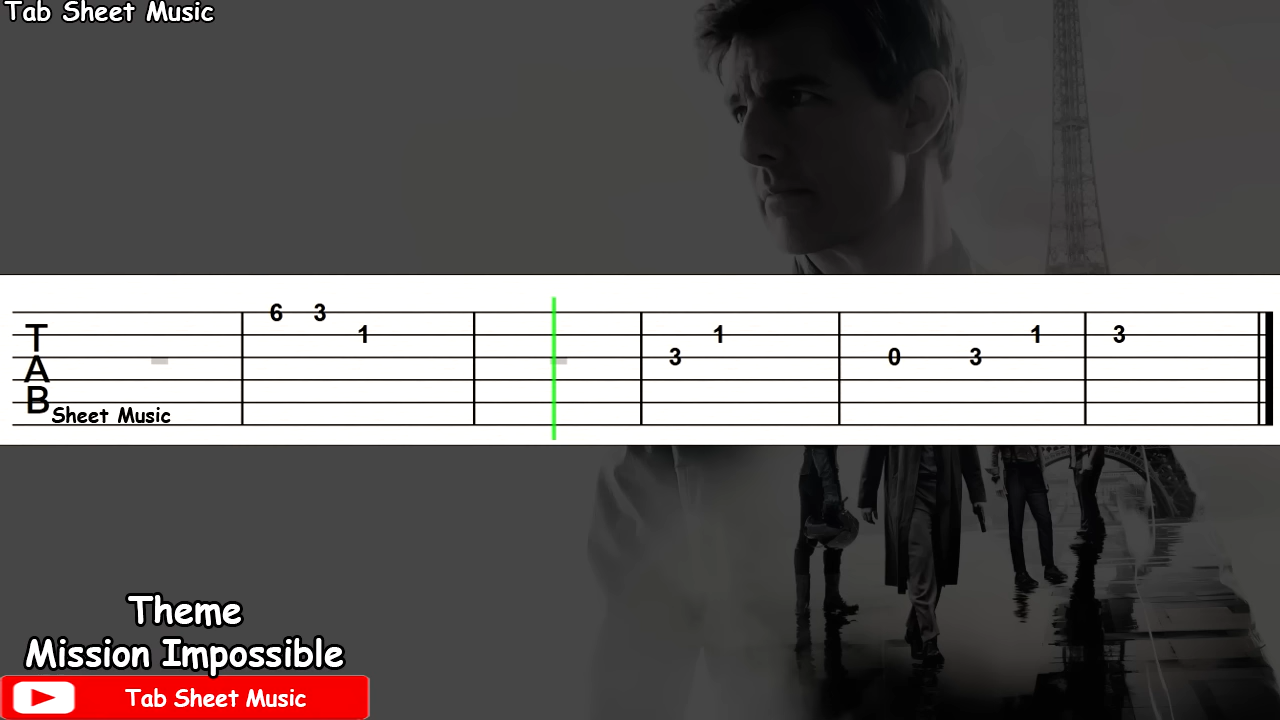 Tab Sheet Music
6 3
T 1 1 1 3
A 3 0 3
B
Sheet Music
Theme
Mission Impossible
Tab Sheet Music